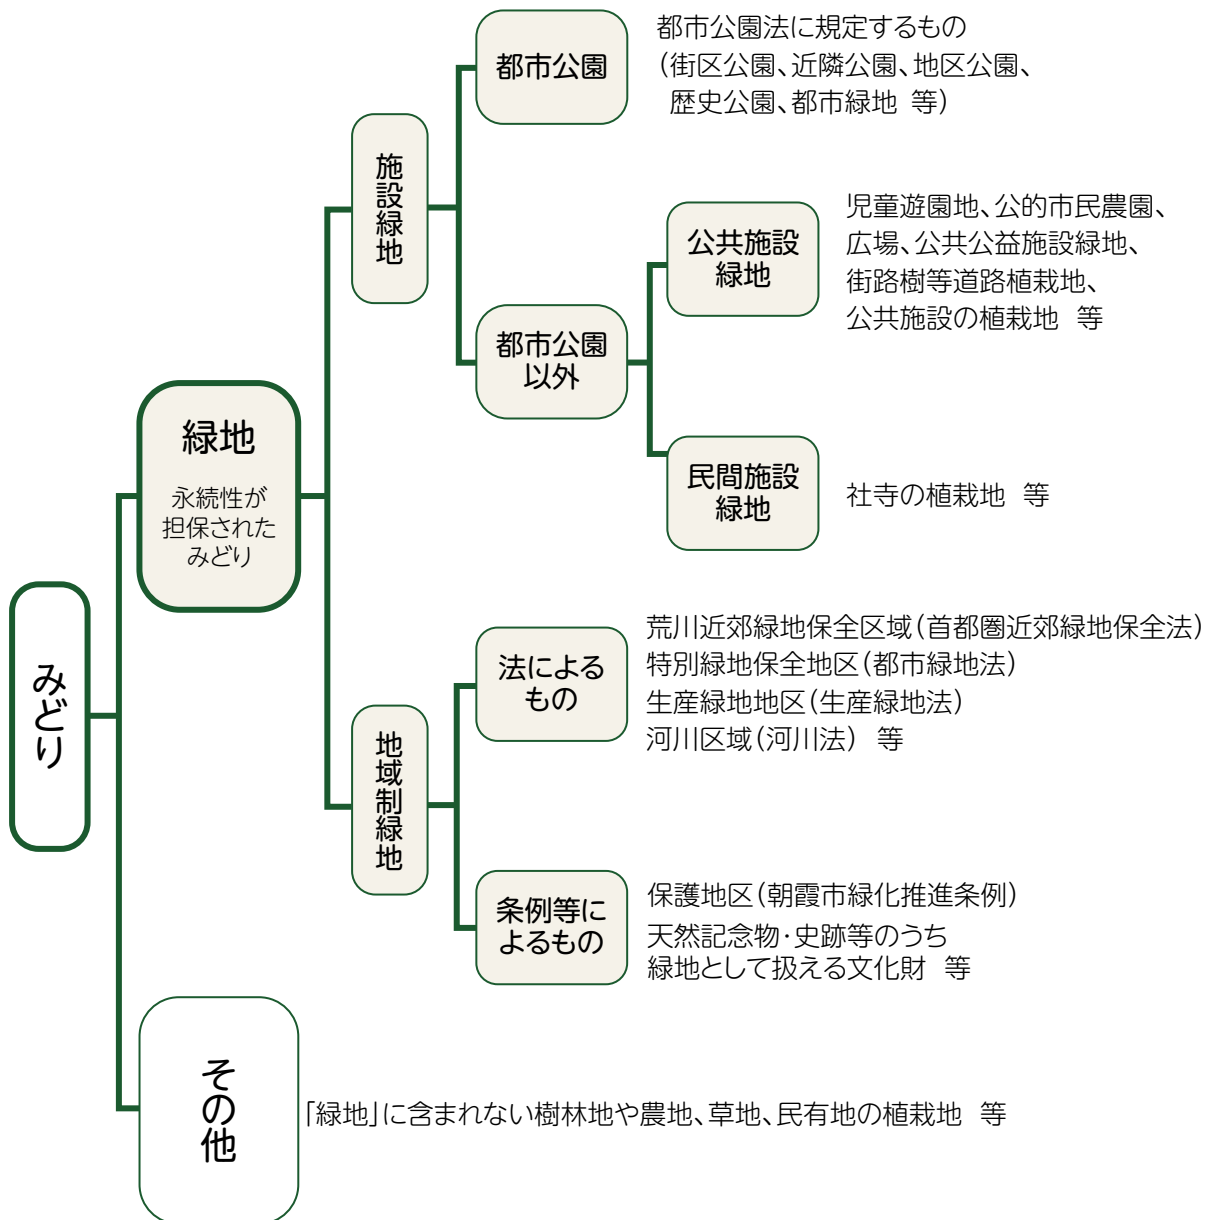 みどり
緑地
永続性が
担保された
みどり
施設緑地
都市公園
都市公園法に規定するもの
（街区公園、近隣公園、地区公園、
歴史公園、都市緑地 等）
都市公園
以外
公共施設
緑地
児童遊園地、公的市民農園、
広場、公共公益施設緑地、
街路樹等道路植栽地、
公共施設の植栽地 等
民間施設
緑地
社寺の植栽地 等
地域制緑地
法による
もの
荒川近郊緑地保全区域（首都圏近郊緑地保全法）
特別緑地保全地区（都市緑地法）
生産緑地地区（生産緑地法）
河川区域（河川法） 等
条例等に
よるもの
保護地区（朝霞市緑化推進条例）
天然記念物・史跡等のうち
緑地として扱える文化財 等
その他
「緑地」に含まれない樹林地や農地、草地、民有地の植栽地 等